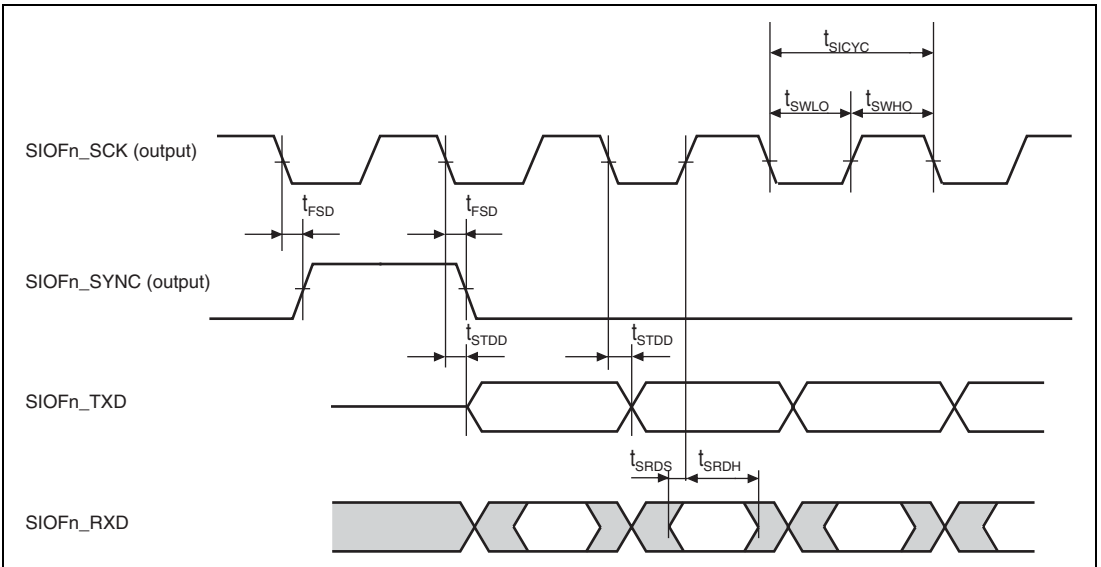 tSICYC
tSWLO tSWHO
SIOFn_SCK (output)
tFSD tFSD
SIOFn_SYNC (output)
tSTDD tSTDD
SIOFn_TXD
tSRDS tSRDH
SIOFn_RXD